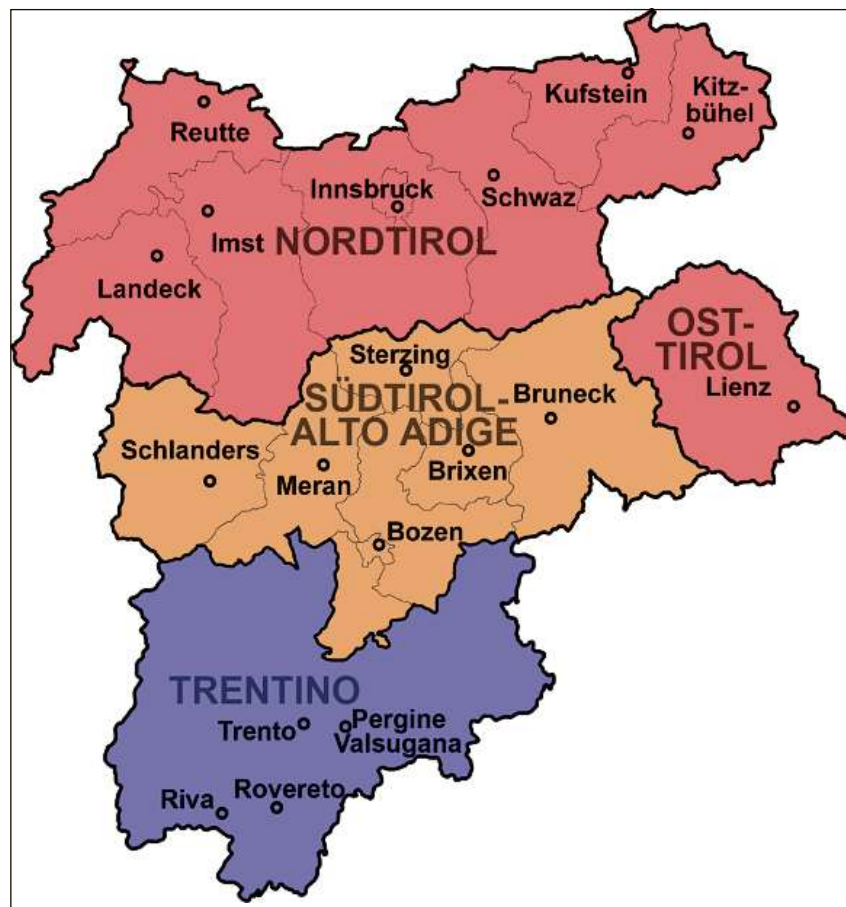 Kufstein
Kitz-
bühel
Reutte
Innsbruck
Schwaz
Imst
NORDTIROL
Landeck
OST-
TIROL
Lienz
Sterzing
SÜDTIROL-
ALTO ADIGE
Bruneck
Schlanders
Meran
Brixen
Bozen
TRENTINO
Trento
Pergine
Valsugana
Riva
Rovereto